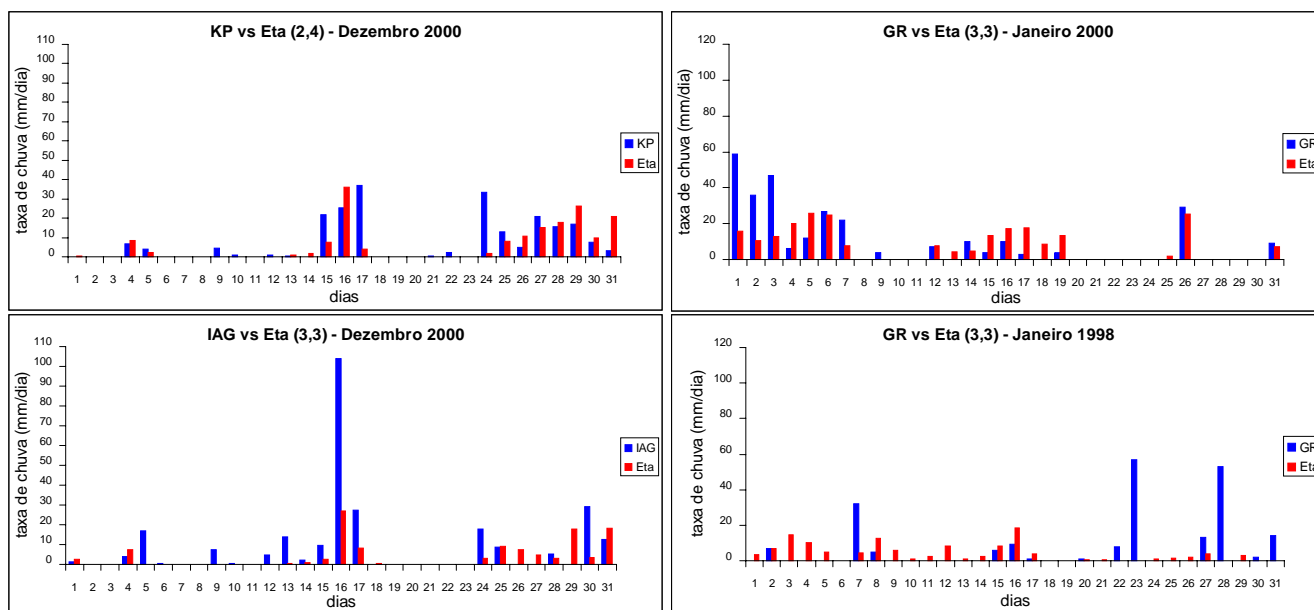 KP vs Eta (2,4) - Dezembro 2000
taxa de chuva (mm/dia)
110
100
90
80
70
60
50
40
30
20
10
0
1 2 3 4 5 6 7 8 9 10 11 12 13 14 15 16 17 18 19 20 21 22 23 24 25 26 27 28 29 30 31
dias
KP
Eta
GR vs Eta (3,3) - Janeiro 2000
taxa de chuva (mm/dia)
120
100
80
60
40
20
0
1 2 3 4 5 6 7 8 9 10 11 12 13 14 15 16 17 18 19 20 21 22 23 24 25 26 27 28 29 30 31
dias
GR
Eta
IAG vs Eta (3,3) - Dezembro 2000
taxa de chuva (mm/dia)
110
100
90
80
70
60
50
40
30
20
10
0
1 2 3 4 5 6 7 8 9 10 11 12 13 14 15 16 17 18 19 20 21 22 23 24 25 26 27 28 29 30 31
dias
IAG
Eta
GR vs Eta (3,3) - Janeiro 1998
taxa de chuva (mm/dia)
120
100
80
60
40
20
0
1 2 3 4 5 6 7 8 9 10 11 12 13 14 15 16 17 18 19 20 21 22 23 24 25 26 27 28 29 30 31
dias
GR
Eta